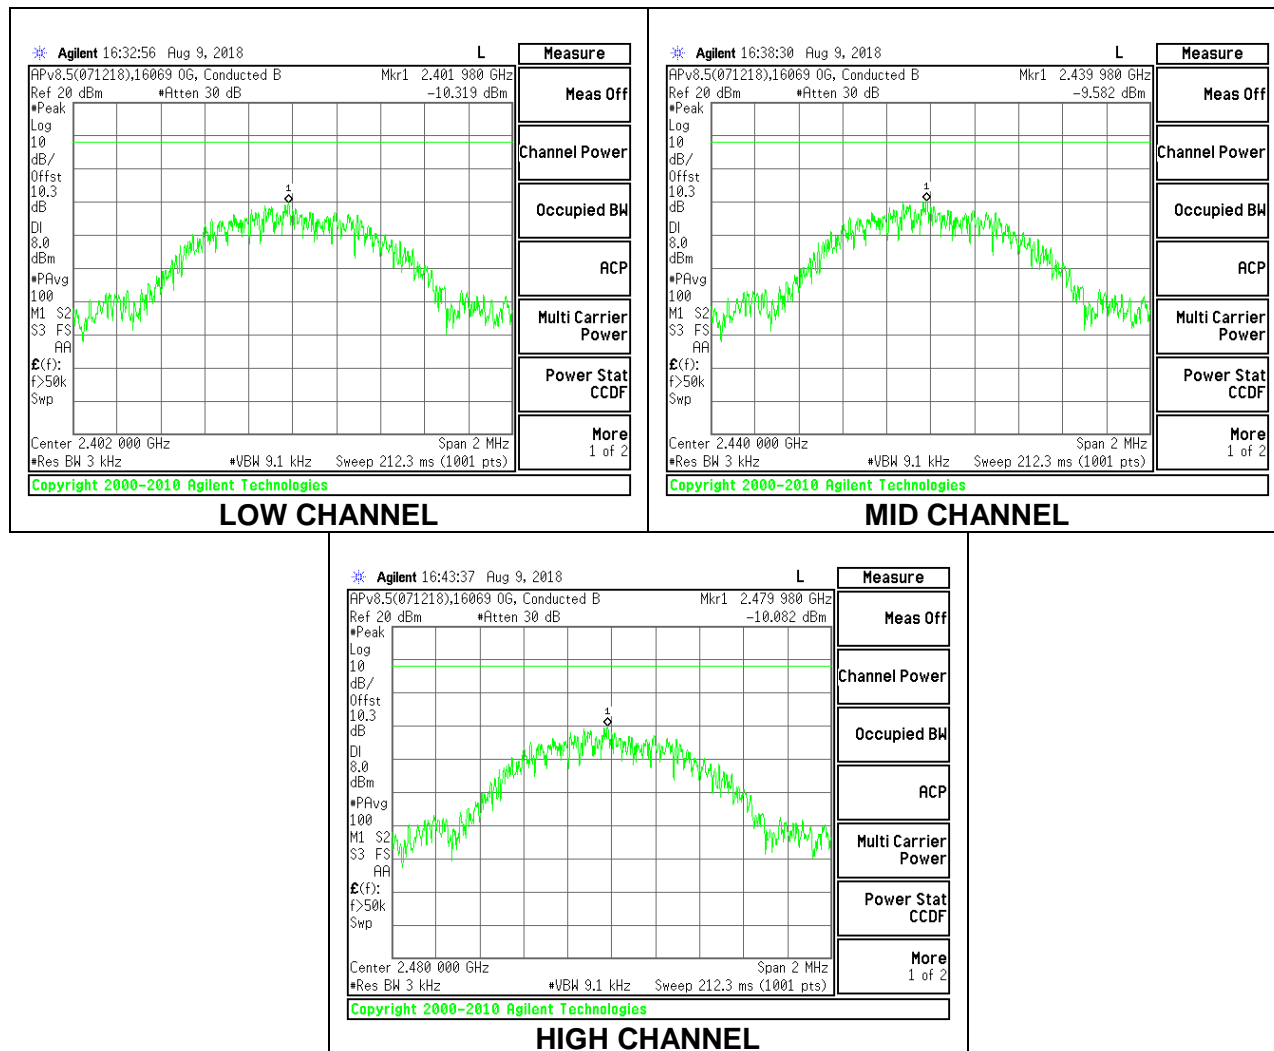 Agilent 16:32:56 Aug 9, 2018 L Measure
APv8.5(071218),16069 OG, Conducted B Mkr1 2.401 980 GHz
Ref 20 dBm #Atten 30 dB -10.319 dBm
Meas Off
#Peak
Log
10
dB/
Offst
10.3
dB
DI
8.0
dBm
#PAvg
100
M1 S2
S3 FS
AA
£(f):
f>50k
Swp
1
Channel Power
Occupied BW
ACP
Multi Carrier
Power
Power Stat
CCDF
More
1 of 2
Center 2.402 000 GHz Span 2 MHz
#Res BW 3 kHz #VBW 9.1 kHz Sweep 212.3 ms (1001 pts)
Copyright 2000-2010 Agilent Technologies
LOW CHANNEL
Agilent 16:38:30 Aug 9, 2018 L Measure
APv8.5(071218),16069 OG, Conducted B Mkr1 2.439 980 GHz
Ref 20 dBm #Atten 30 dB -9.582 dBm
Meas Off
#Peak
Log
10
dB/
Offst
10.3
dB
DI
8.0
dBm
#PAvg
100
M1 S2
S3 FS
AA
£(f):
f>50k
Swp
1
Channel Power
Occupied BW
ACP
Multi Carrier
Power
Power Stat
CCDF
More
1 of 2
Center 2.440 000 GHz Span 2 MHz
#Res BW 3 kHz #VBW 9.1 kHz Sweep 212.3 ms (1001 pts)
Copyright 2000-2010 Agilent Technologies
MID CHANNEL
Agilent 16:43:37 Aug 9, 2018 L Measure
APv8.5(071218),16069 OG, Conducted B Mkr1 2.479 980 GHz
Ref 20 dBm #Atten 30 dB -10.082 dBm
Meas Off
#Peak
Log
10
dB/
Offst
10.3
dB
DI
8.0
dBm
#PAvg
100
M1 S2
S3 FS
AA
£(f):
f>50k
Swp
1
Channel Power
Occupied BW
ACP
Multi Carrier
Power
Power Stat
CCDF
More
1 of 2
Center 2.480 000 GHz Span 2 MHz
#Res BW 3 kHz #VBW 9.1 kHz Sweep 212.3 ms (1001 pts)
Copyright 2000-2010 Agilent Technologies
HIGH CHANNEL